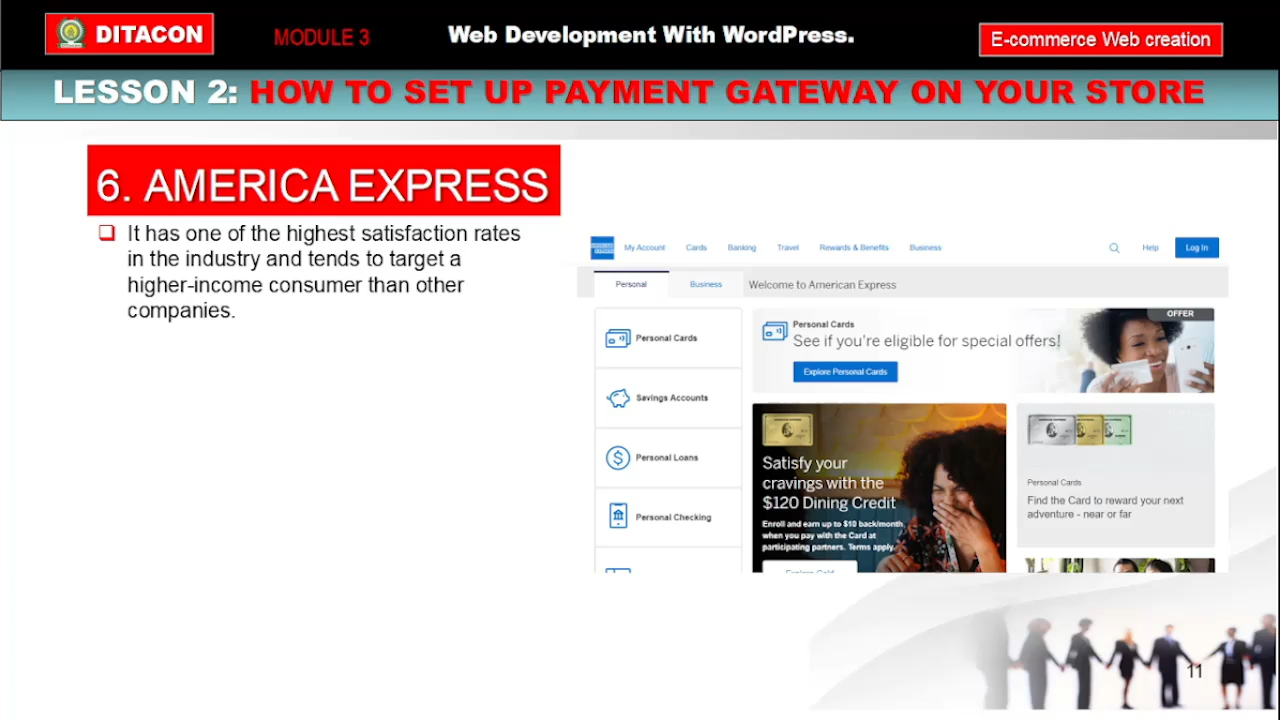 DITACON
MODULE 3
Web Development With WordPress.
E-commerce Web creation
LESSON 2: HOW TO SET UP PAYMENT GATEWAY ON YOUR STORE
6. AMERICA EXPRESS
It has one of the highest satisfaction rates
in the industry and tends to target a
higher-income consumer than other
companies.
My Account Cards Banking Travel Rewards & Benefits Business Help Log In
Personal Business Welcome to American Express
Personal Cards
Savings Accounts
Personal Loans
Personal Checking
OFFER
Personal Cards
See if you're eligible for special offers!
Explore Personal Cards
Satisfy your
cravings with the
$120 Dining Credit
Enroll and earn up to $10 back/month
when you pay with the Card at
participating partners. Terms apply.
Personal Cards
Find the Card to reward your next
adventure - near or far
11